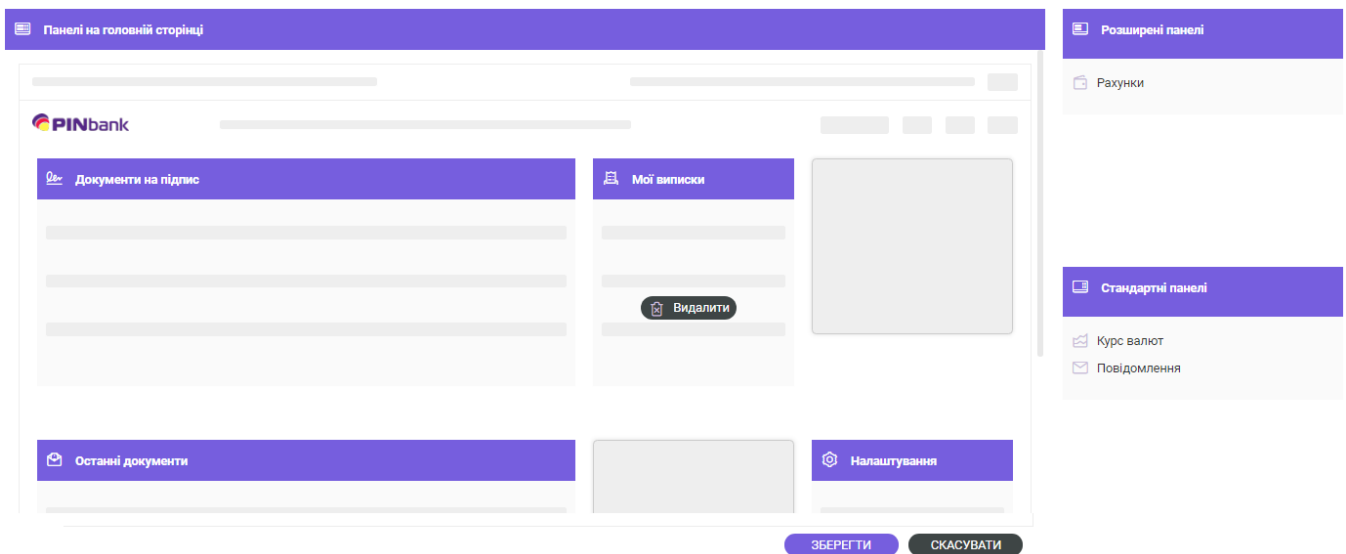 Панелі на головній сторінці
Розширені панелі
Рахунки
PINbank
Документи на підпис
Мої виписки
Видалити
Стандартні панелі
Курс валют
Повідомлення
Останні документи
Налаштування
ЗБЕРЕГТИ
СКАСУВАТИ